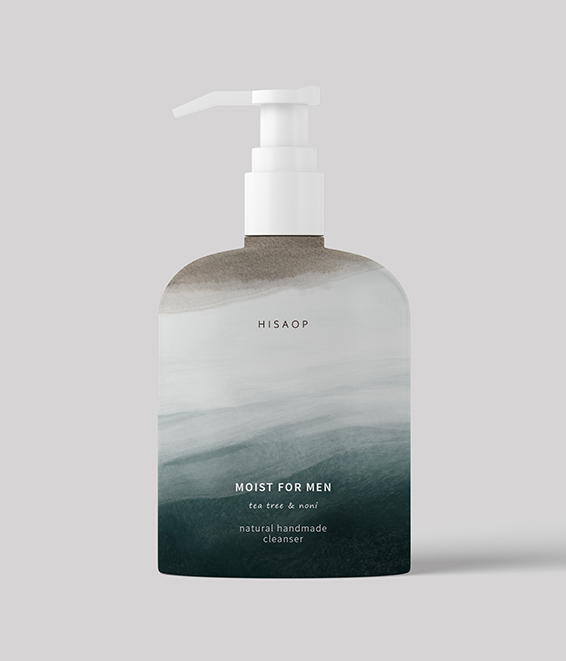 HISAOP
MOIST FOR MEN
tea tree & noni
natural handmade
cleanser